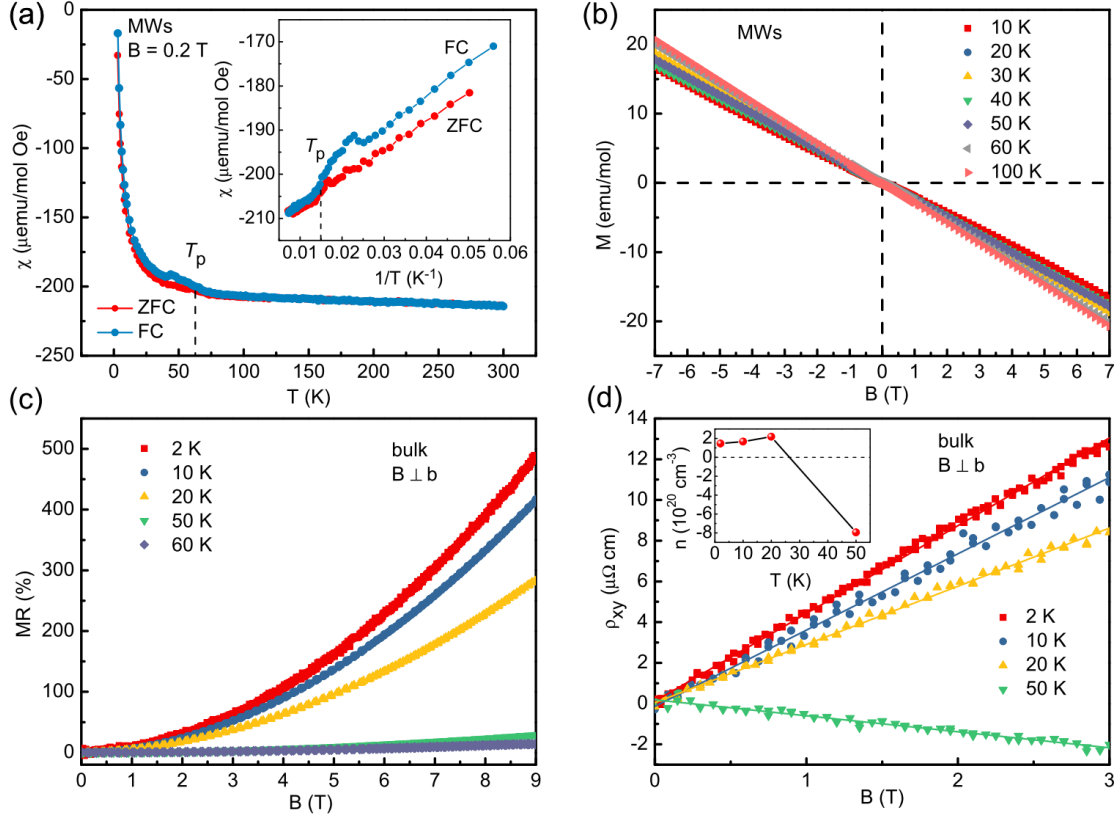 (a)
MWs
B = 0.2 T
χ (μemu/mol Oe)
0
-50
-100
-150
-200
-250
0 50 100 150 200 250 300
T (K)
Tp
ZFC
FC
χ (μemu/mol Oe)
-170
-180
-190
-200
-210
0.01 0.02 0.03 0.04 0.05 0.06
1/T (K⁻¹)
FC
ZFC
Tp
(b)
MWs
M (emu/mol)
20
10
0
-10
-20
-7 -6 -5 -4 -3 -2 -1 0 1 2 3 4 5 6 7
B (T)
10 K
20 K
30 K
40 K
50 K
60 K
100 K
(c)
bulk
B ⊥ b
MR (%)
500
400
300
200
100
0
0 1 2 3 4 5 6 7 8 9
B (T)
2 K
10 K
20 K
50 K
60 K
(d)
bulk
B ⊥ b
ρxy (μΩ cm)
14
12
10
8
6
4
2
0
-2
0 1 2 3
B (T)
n (10²⁰ cm⁻³)
2
0
-2
-4
-6
-8
0 10 20 30 40 50
T (K)
2 K
10 K
20 K
50 K